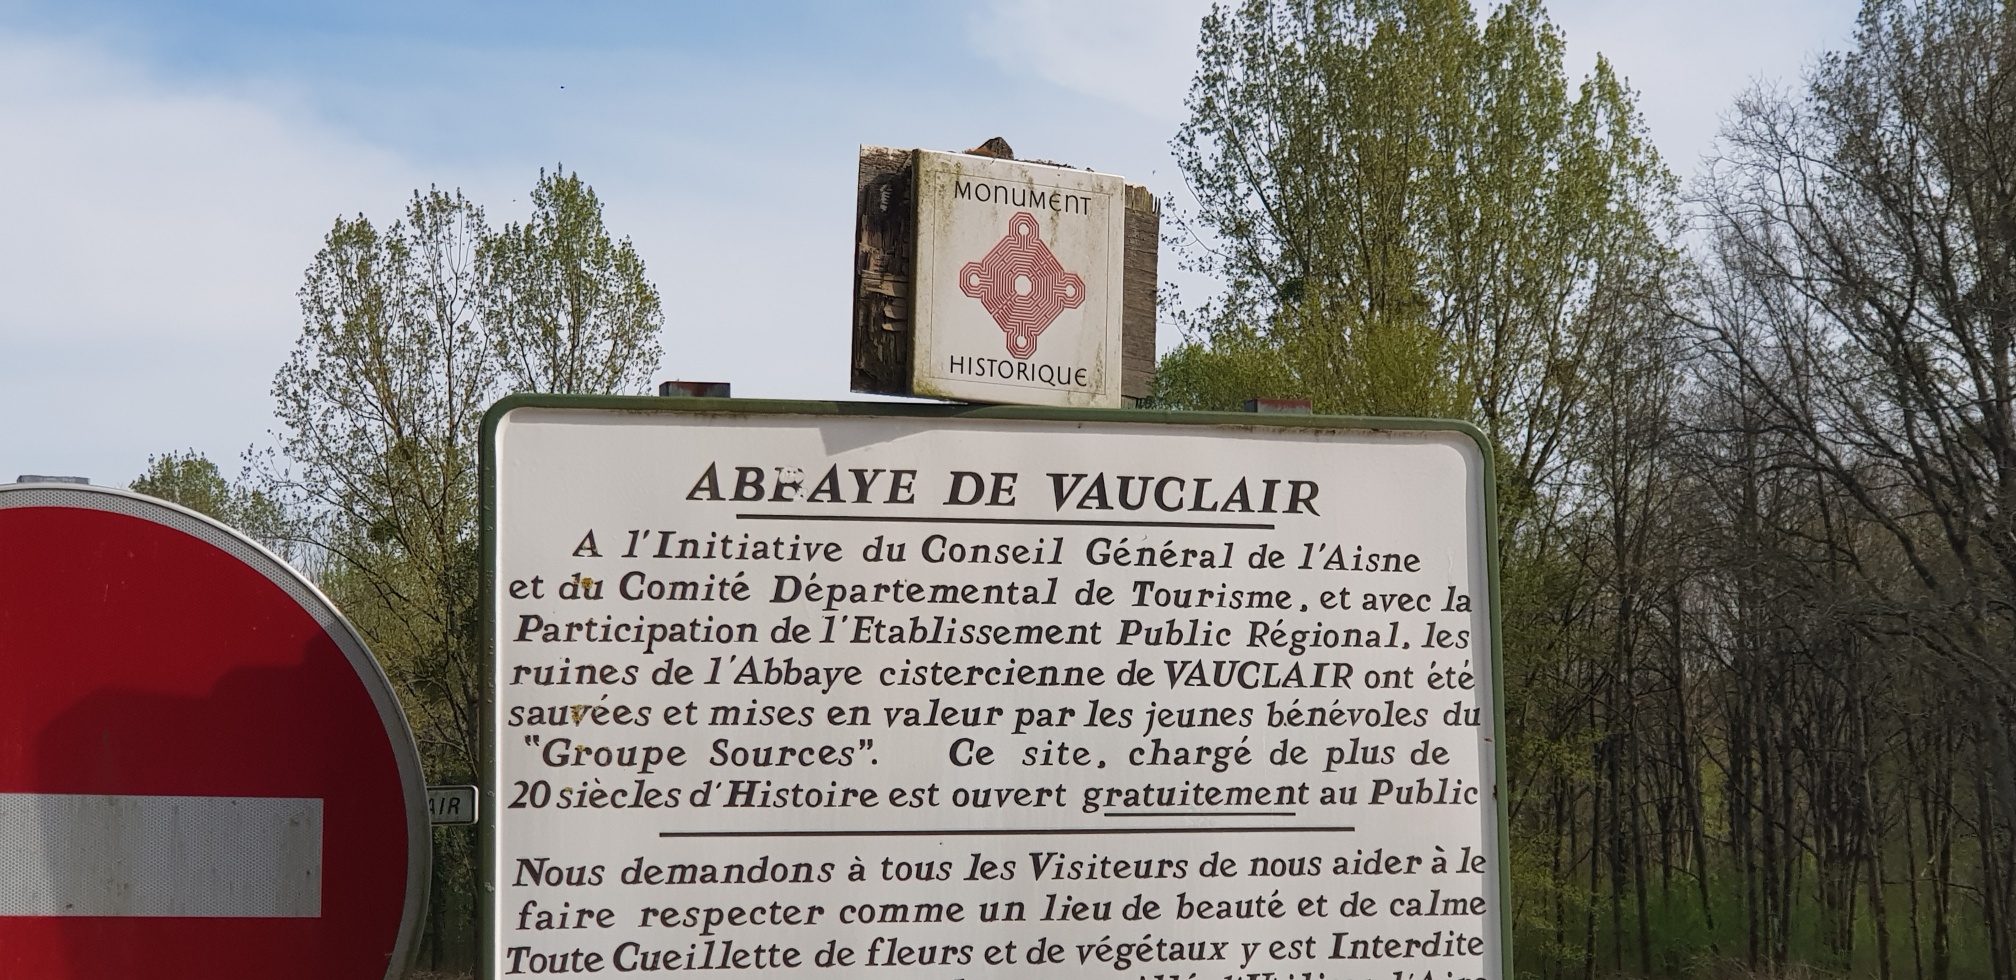 MONUMENT
HISTORIQUE
ABBAYE DE VAUCLAIR
A l'Initiative du Conseil Général de l'Aisne
et du Comité Départemental de Tourisme, et avec la
Participation de l'Etablissement Public Régional, les
ruines de l'Abbaye cistercienne de VAUCLAIR ont été
sauvées et mises en valeur par les jeunes bénévoles du
"Groupe Sources". Ce site, chargé de plus de
20 siècles d'Histoire est ouvert gratuitement au Public
AIR
Nous demandons à tous les Visiteurs de nous aider à le
faire respecter comme un lieu de beauté et de calme
Toute Cueillette de fleurs et de végétaux y est Interdite